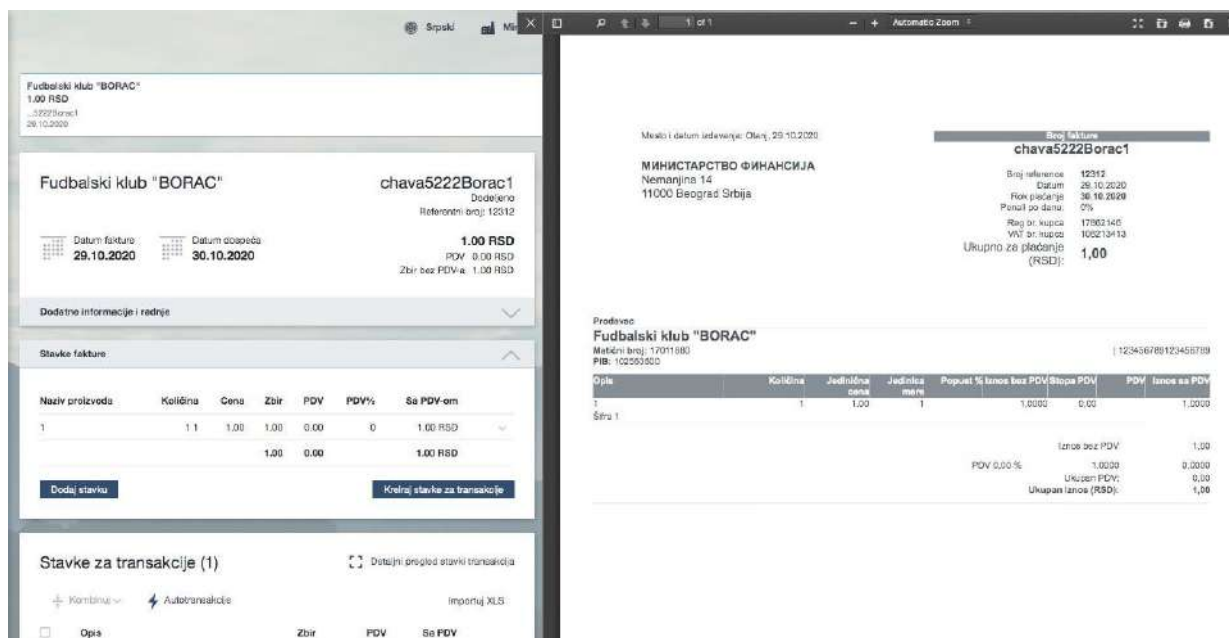 Srpski
Fudbalski klub "BORAC"
1.00 RSD
...5222Borac1
29.10.2020
Fudbalski klub "BORAC"
chava5222Borac1
Dodeljeno
Referentni broj: 12312
Datum fakture
29.10.2020
Datum dospeća
30.10.2020
1.00 RSD
PDV 0.00 RSD
Zbir bez PDV-a 1.00 RSD
Dodatne informacije i radnje
Stavke fakture
Naziv proizvoda Količina Cena Zbir PDV PDV% Sa PDV-om
1 1 1 1.00 1.00 0.00 0 1.00 RSD
1.00 0.00 1.00 RSD
Dodaj stavku Kreiraj stavke za transakcije
Stavke za transakcije (1) Detaljni pregled stavki transakcija
Kombinuj Autotransakcije Importuj XLS
Opis Zbir PDV Sa PDV
1 of 1 Automatic Zoom
Mesto i datum izdavanja: 29.10.2020
Broj fakture
chava5222Borac1
МИНИСТАРСТВО ФИНАНСИЈА
Nemanjina 14
11000 Beograd Srbija
Broj reference 12312
Datum 29.10.2020
Rok plaćanja 30.10.2020
Penali po danu: 0%
Reg br. kupca
VAT br. kupca
Ukupno za plaćanje (RSD): 1,00
Prodavac
Fudbalski klub "BORAC"
Matični broj:
PIB:
123456789123456789
Opis Količina Jedinična cena Jedinica mere Popust % Iznos bez PDV Stopa PDV PDV Iznos sa PDV
1 1 1.00 1 1,0000 0,00 1,0000
Šifra 1
Iznos bez PDV 1,00
PDV 0,00 % 1,0000 0,0000
Ukupan PDV: 0,00
Ukupan iznos (RSD): 1,00